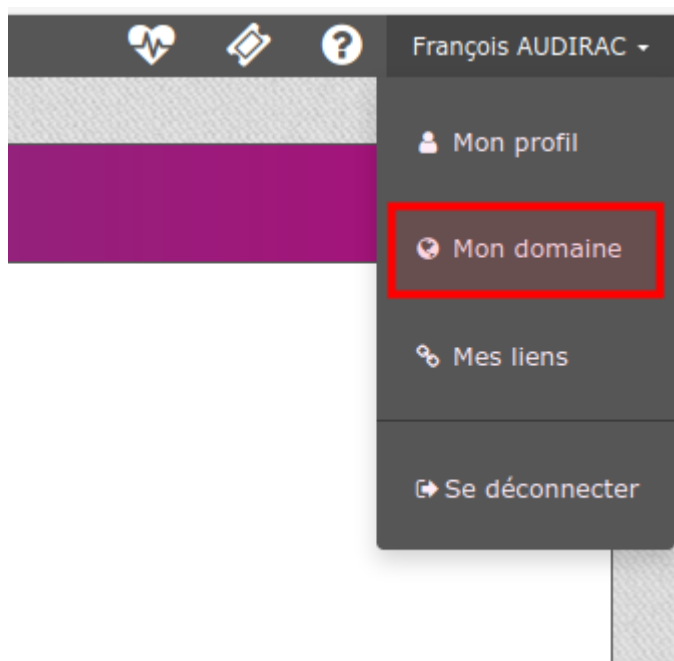 François AUDIRAC
Mon profil
Mon domaine
Mes liens
Se déconnecter